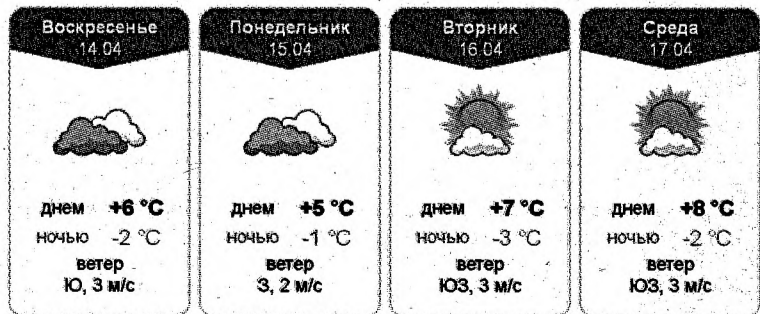 Воскресенье
14.04
днем +6 °C
ночью -2 °C
ветер
Ю, 3 м/с
Понедельник
15.04
днем +5 °C
ночью -1 °C
ветер
З, 2 м/с
Вторник
16.04
днем +7 °C
ночью -3 °C
ветер
ЮЗ, 3 м/с
Среда
17.04
днем +8 °C
ночью -2 °C
ветер
ЮЗ, 3 м/с